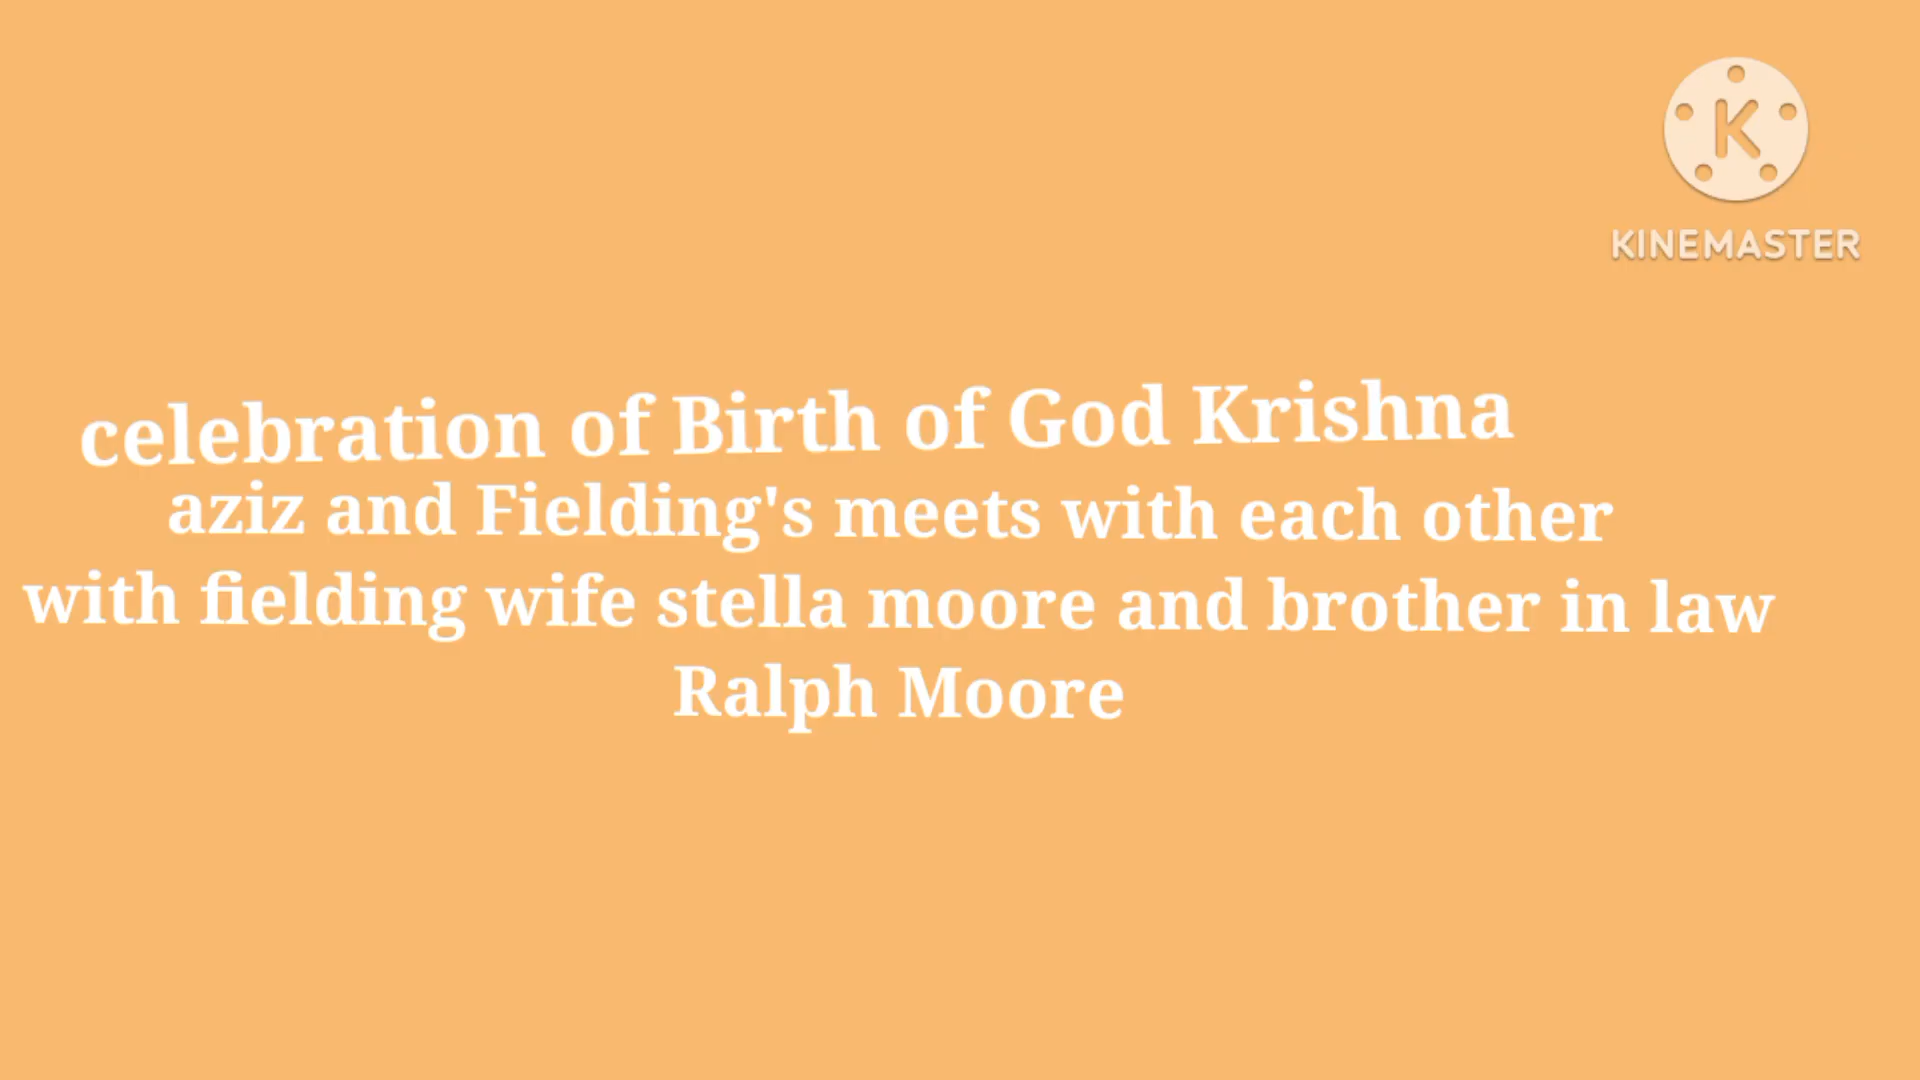 K
KINEMASTER
celebration of Birth of God Krishna
aziz and Fielding's meets with each other
with fielding wife stella moore and brother in law
Ralph Moore